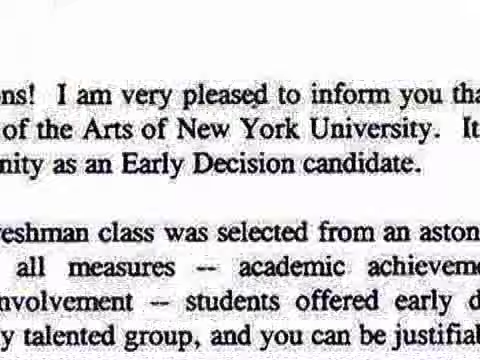 ons! I am very pleased to inform you tha
of the Arts of New York University. It
nity as an Early Decision candidate.
reshman class was selected from an aston
all measures -- academic achieveme
nvolvement -- students offered early d
y talented group, and you can be justifial